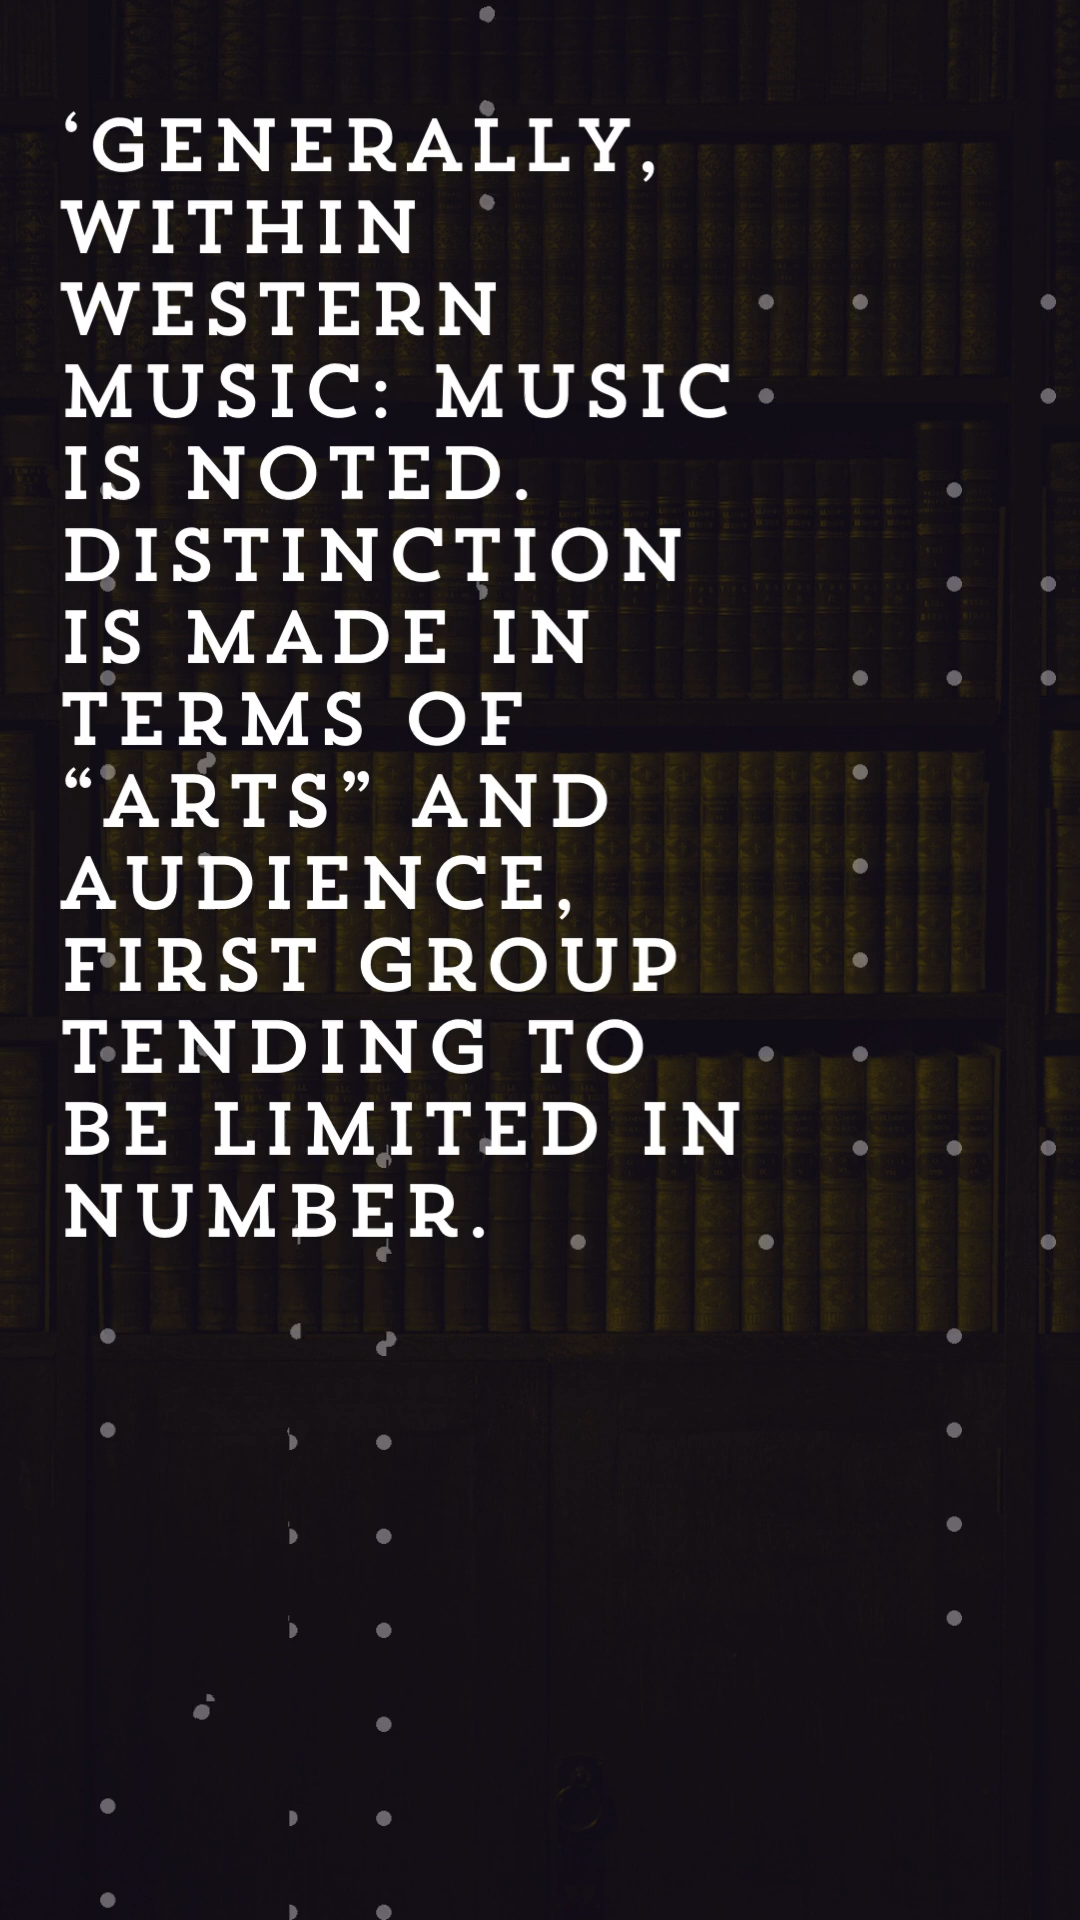 ‘GENERALLY,
WITHIN
WESTERN
MUSIC: MUSIC
IS NOTED.
DISTINCTION
IS MADE IN
TERMS OF
“ARTS” AND
AUDIENCE,
FIRST GROUP
TENDING TO
BE LIMITED IN
NUMBER.